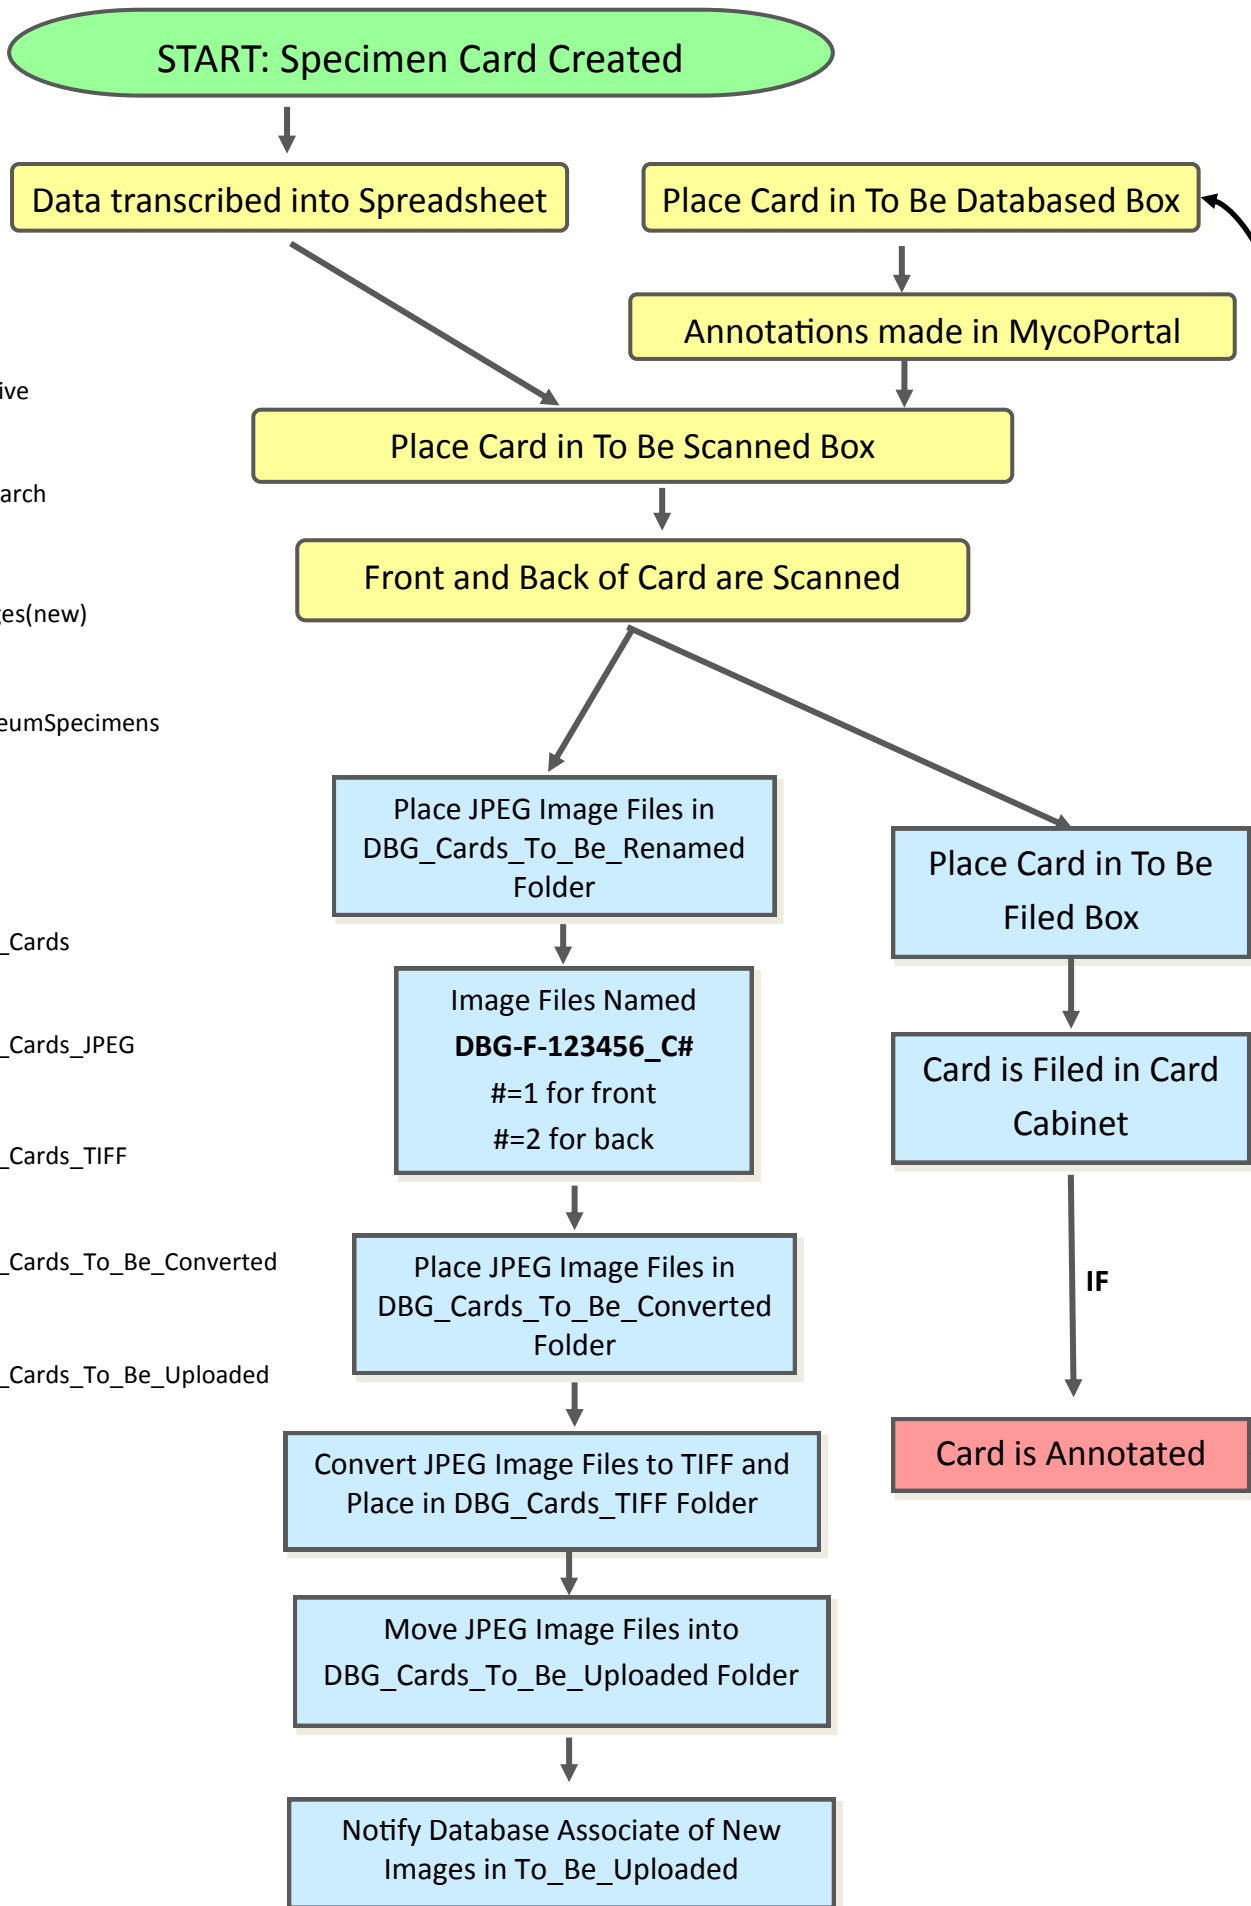 START: Specimen Card Created
Data transcribed into Spreadsheet
Place Card in To Be Databased Box
Annotations made in MycoPortal
ive
Place Card in To Be Scanned Box
arch
Front and Back of Card are Scanned
ges(new)
eumSpecimens
Place JPEG Image Files in
DBG_Cards_To_Be_Renamed
Folder
Place Card in To Be
Filed Box
_Cards
Image Files Named
DBG-F-123456_C#
#=1 for front
#=2 for back
_Cards_JPEG
Card is Filed in Card
Cabinet
_Cards_TIFF
_Cards_To_Be_Converted
Place JPEG Image Files in
DBG_Cards_To_Be_Converted
Folder
IF
_Cards_To_Be_Uploaded
Convert JPEG Image Files to TIFF and
Place in DBG_Cards_TIFF Folder
Card is Annotated
Move JPEG Image Files into
DBG_Cards_To_Be_Uploaded Folder
Notify Database Associate of New
Images in To_Be_Uploaded